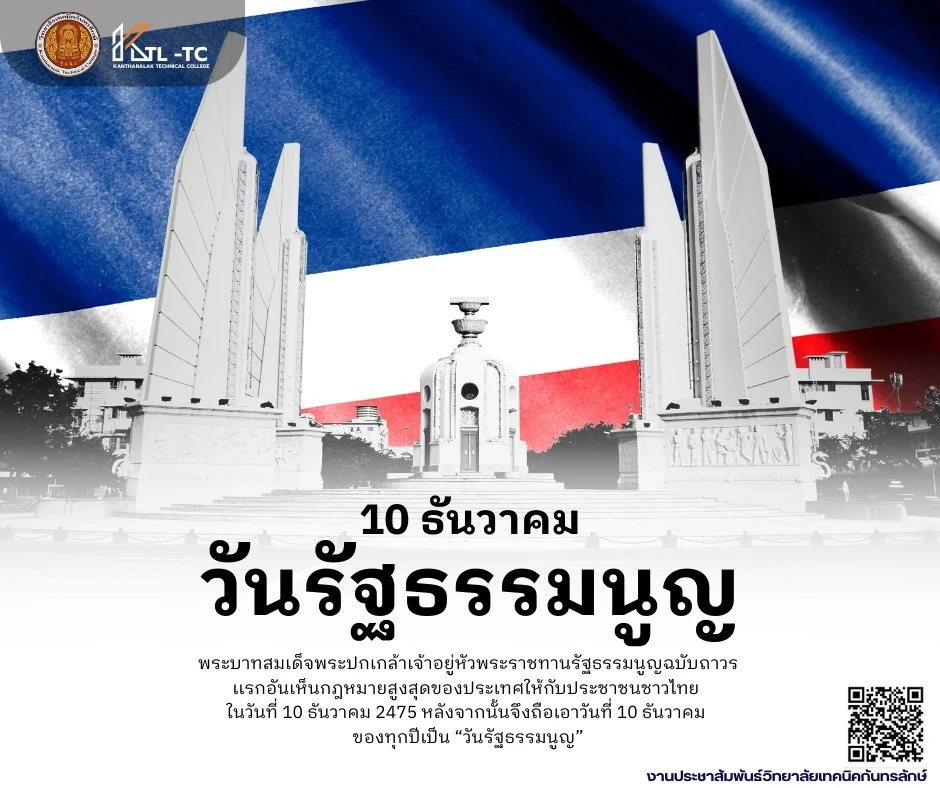 KTL -TC
KANTHARALAK TECHNICAL COLLEGE
10 ธันวาคม
วันรัฐธรรมนูญ
พระบาทสมเด็จพระปกเกล้าเจ้าอยู่หัวพระราชทานรัฐธรรมนูญฉบับถาวร
แรกอันเห็นกฎหมายสูงสุดของประเทศให้กับประชาชนชาวไทย
ในวันที่ 10 ธันวาคม 2475 หลังจากนั้นจึงถือเอาวันที่ 10 ธันวาคม
ของทุกปีเป็น “วันรัฐธรรมนูญ”
งานประชาสัมพันธ์วิทยาลัยเทคนิคกันทรลักษ์